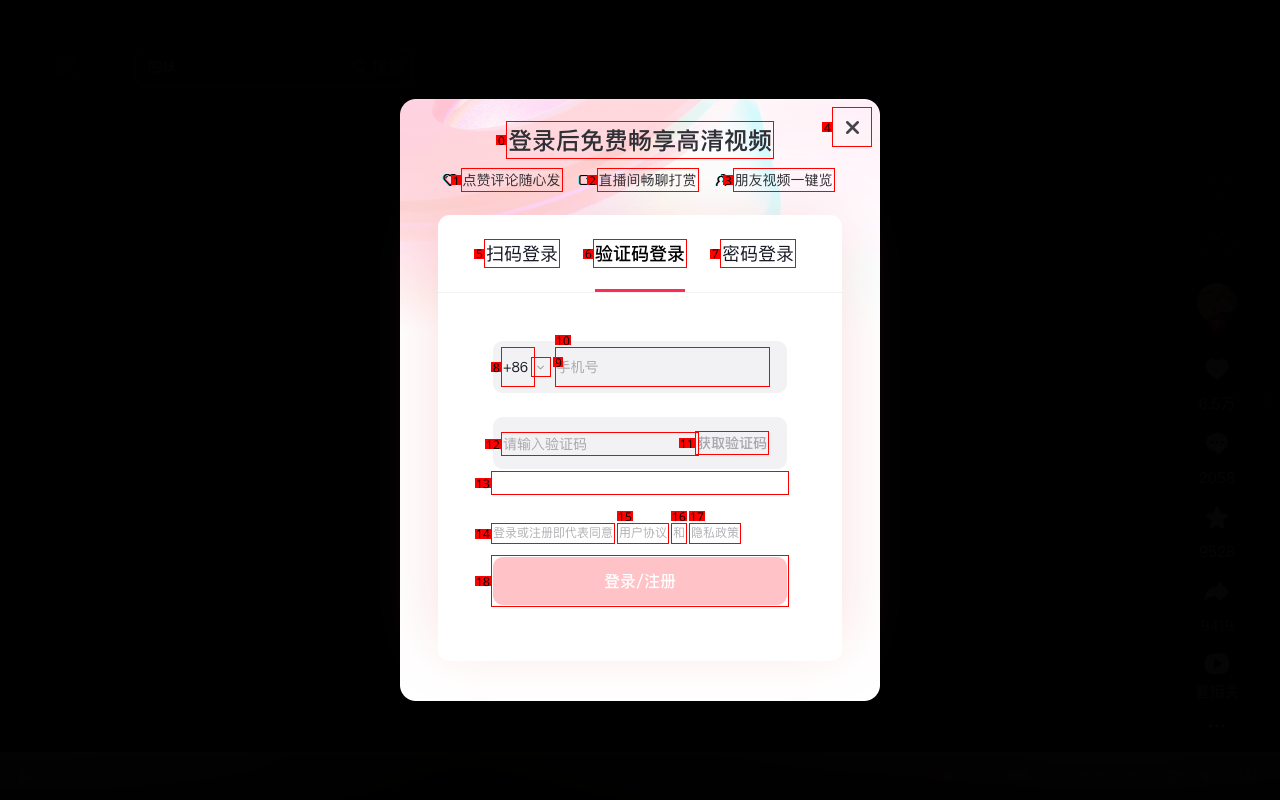 登录后免费畅享高清视频
点赞评论随心发 直播间畅聊打赏 朋友视频一键览
扫码登录 验证码登录 密码登录
+86 手机号
请输入验证码 获取验证码
登录或注册即代表同意 用户协议 和 隐私政策
登录/注册
0
1
2
3
4
5
6
7
8
9
10
11
12
13
14
15
16
17
18